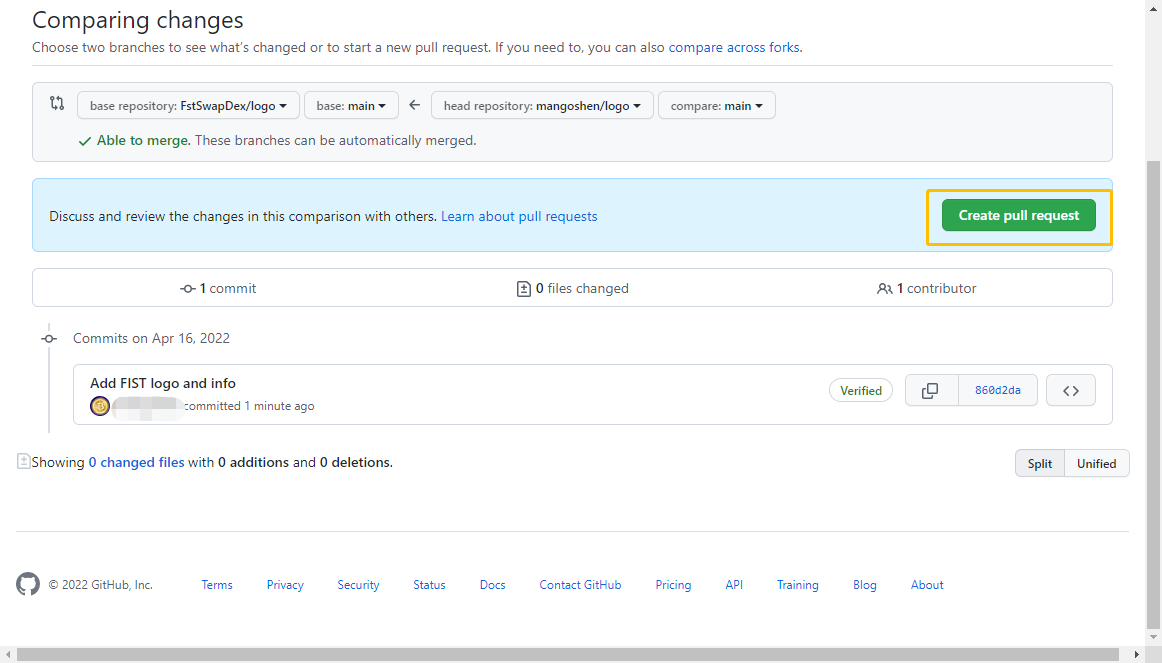 Comparing changes
Choose two branches to see what's changed or to start a new pull request. If you need to, you can also compare across forks.
base repository: FstSwapDex/logo base: main head repository: mangoshen/logo compare: main
Able to merge. These branches can be automatically merged.
Discuss and review the changes in this comparison with others. Learn about pull requests Create pull request
1 commit 0 files changed 1 contributor
Commits on Apr 16, 2022
Add FIST logo and info
committed 1 minute ago Verified 860d2da
Showing 0 changed files with 0 additions and 0 deletions. Split Unified
© 2022 GitHub, Inc. Terms Privacy Security Status Docs Contact GitHub Pricing API Training Blog About